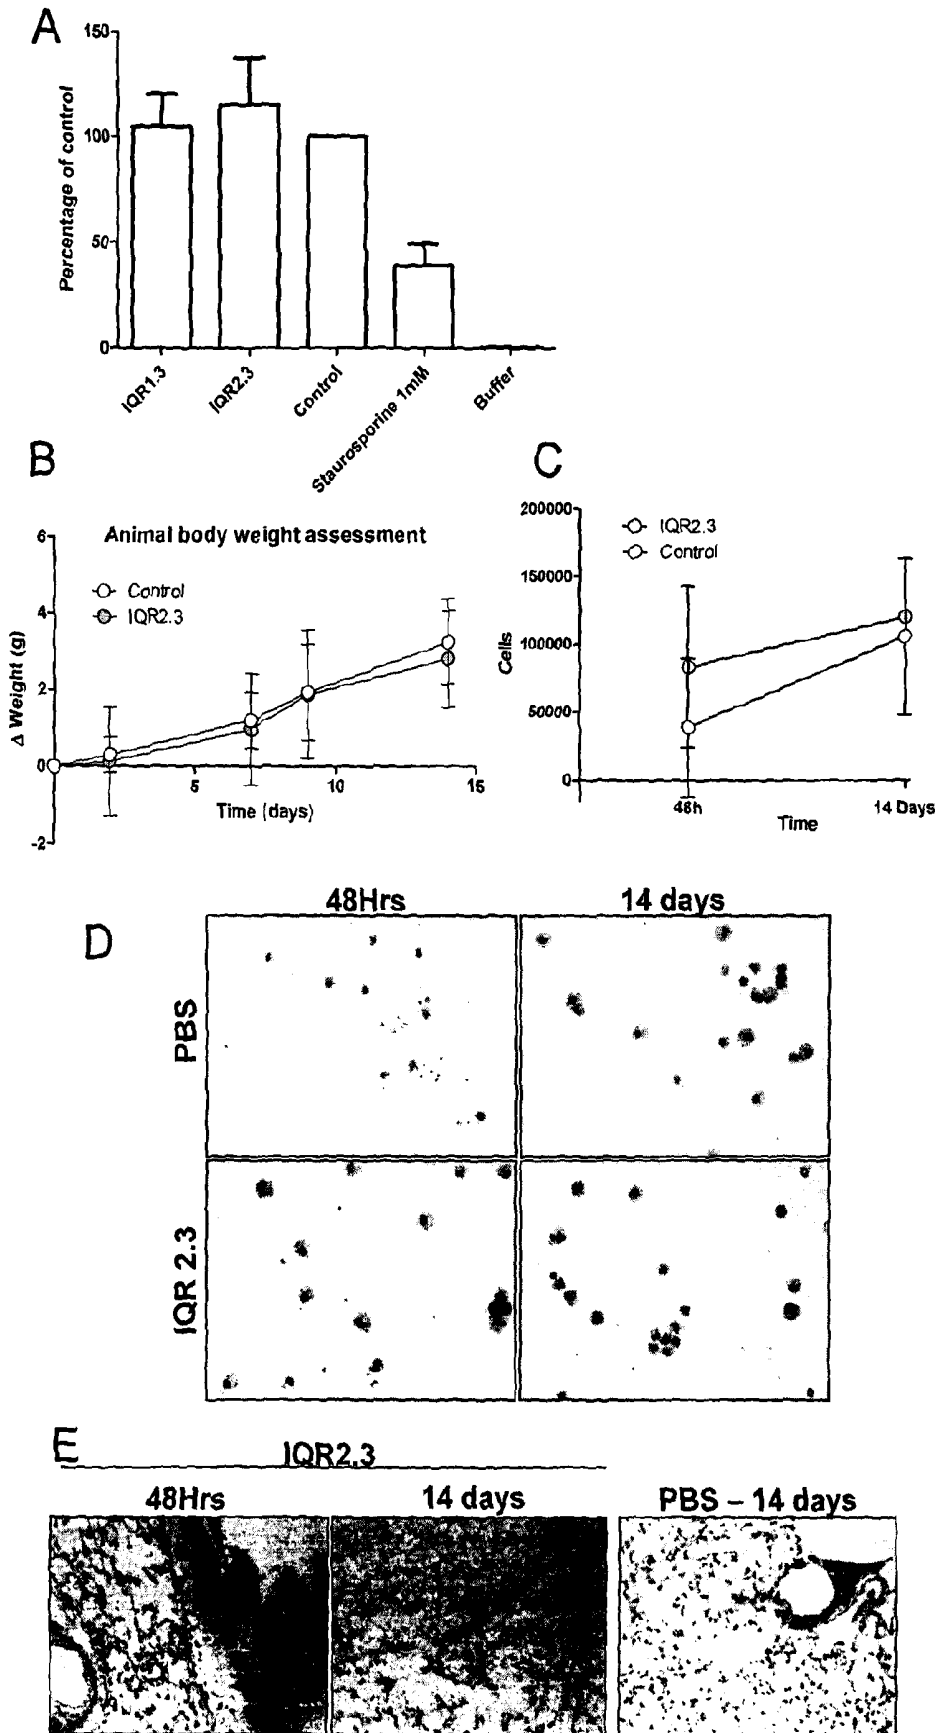 A
150
100
50
0
Percentage of control
IQR1.3
IQR2.3
Control
Staurosporine 1mM
Buffer
B
Animal body weight assessment
Control
IQR2.3
6
4
2
0
-2
Δ Weight (g)
5
10
15
Time (days)
C
IQR2.3
Control
200000
150000
100000
50000
0
Cells
48h
14 Days
Time
D
48Hrs
14 days
PBS
IQR 2.3
E
IQR2.3
48Hrs
14 days
PBS – 14 days